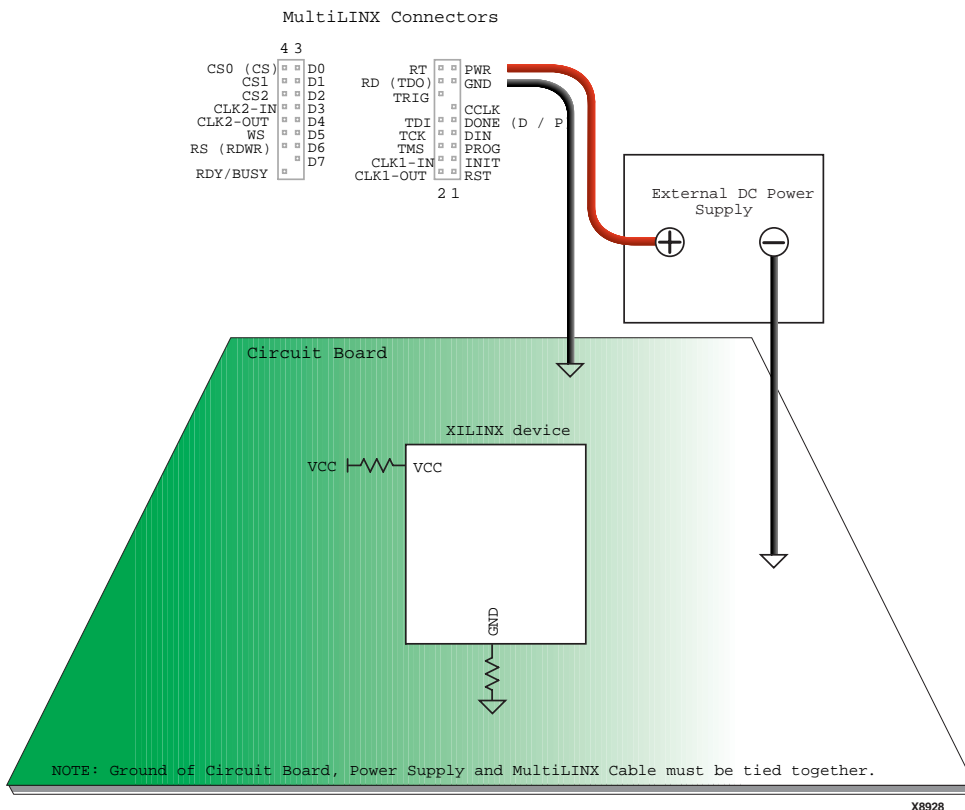 MultiLINX Connectors
4 3
CS0 (CS) D0
CS1 D1
CS2 D2
CLK2-IN D3
CLK2-OUT D4
WS D5
RS (RDWR) D6
D7
RDY/BUSY
RT PWR
RD (TDO) GND
TRIG
CCLK
TDI DONE (D / P
TCK DIN
TMS PROG
CLK1-IN INIT
CLK1-OUT RST
2 1
External DC Power
Supply
+ −
Circuit Board
XILINX device
VCC VCC
GND
NOTE: Ground of Circuit Board, Power Supply and MultiLINX Cable must be tied together.
X8928